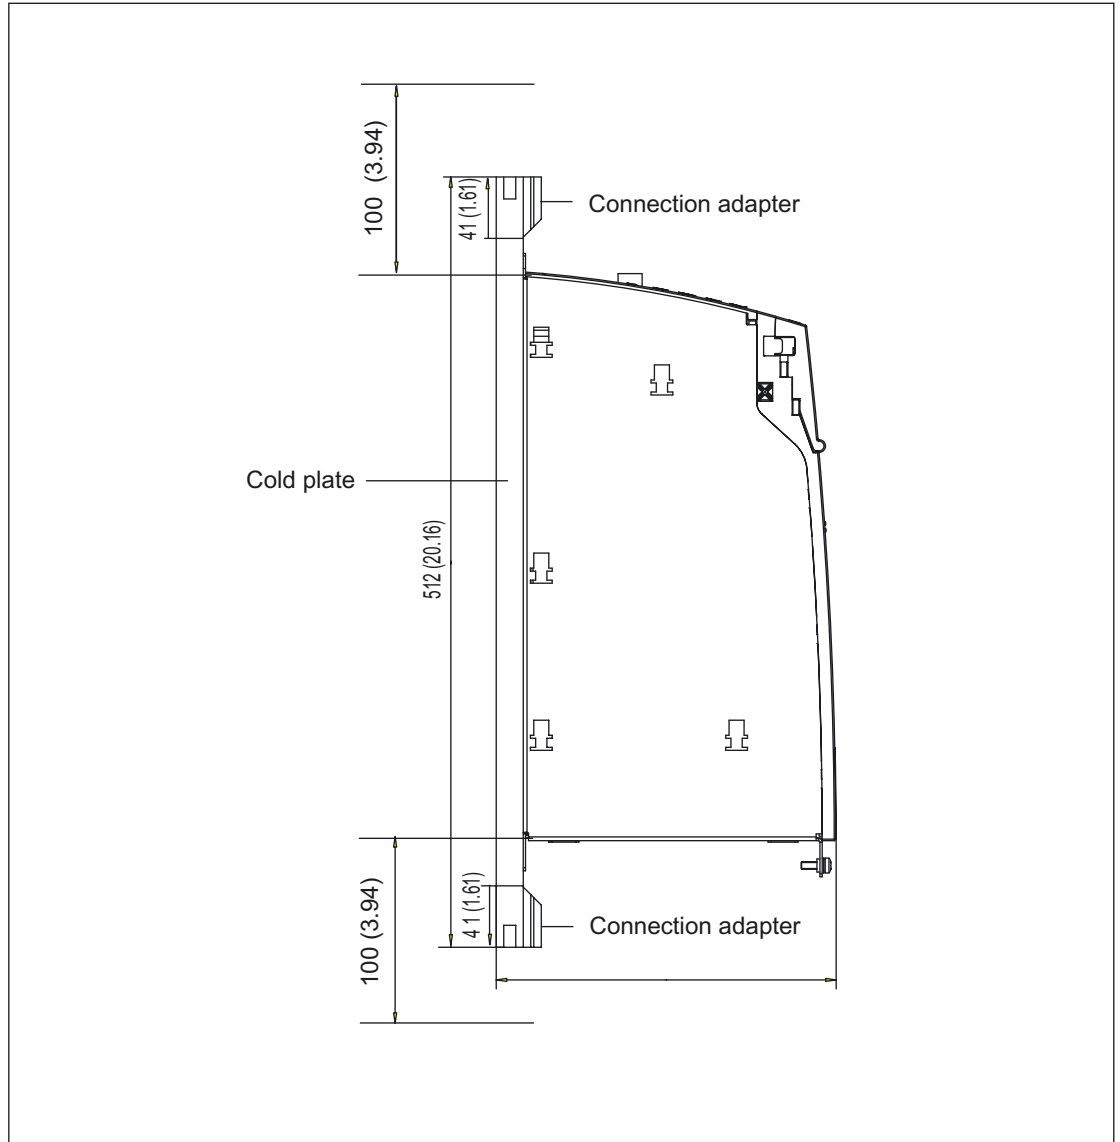 100 (3.94)
41 (1.61)
Connection adapter
Cold plate
512 (20.16)
4 1 (1.61)
Connection adapter
100 (3.94)